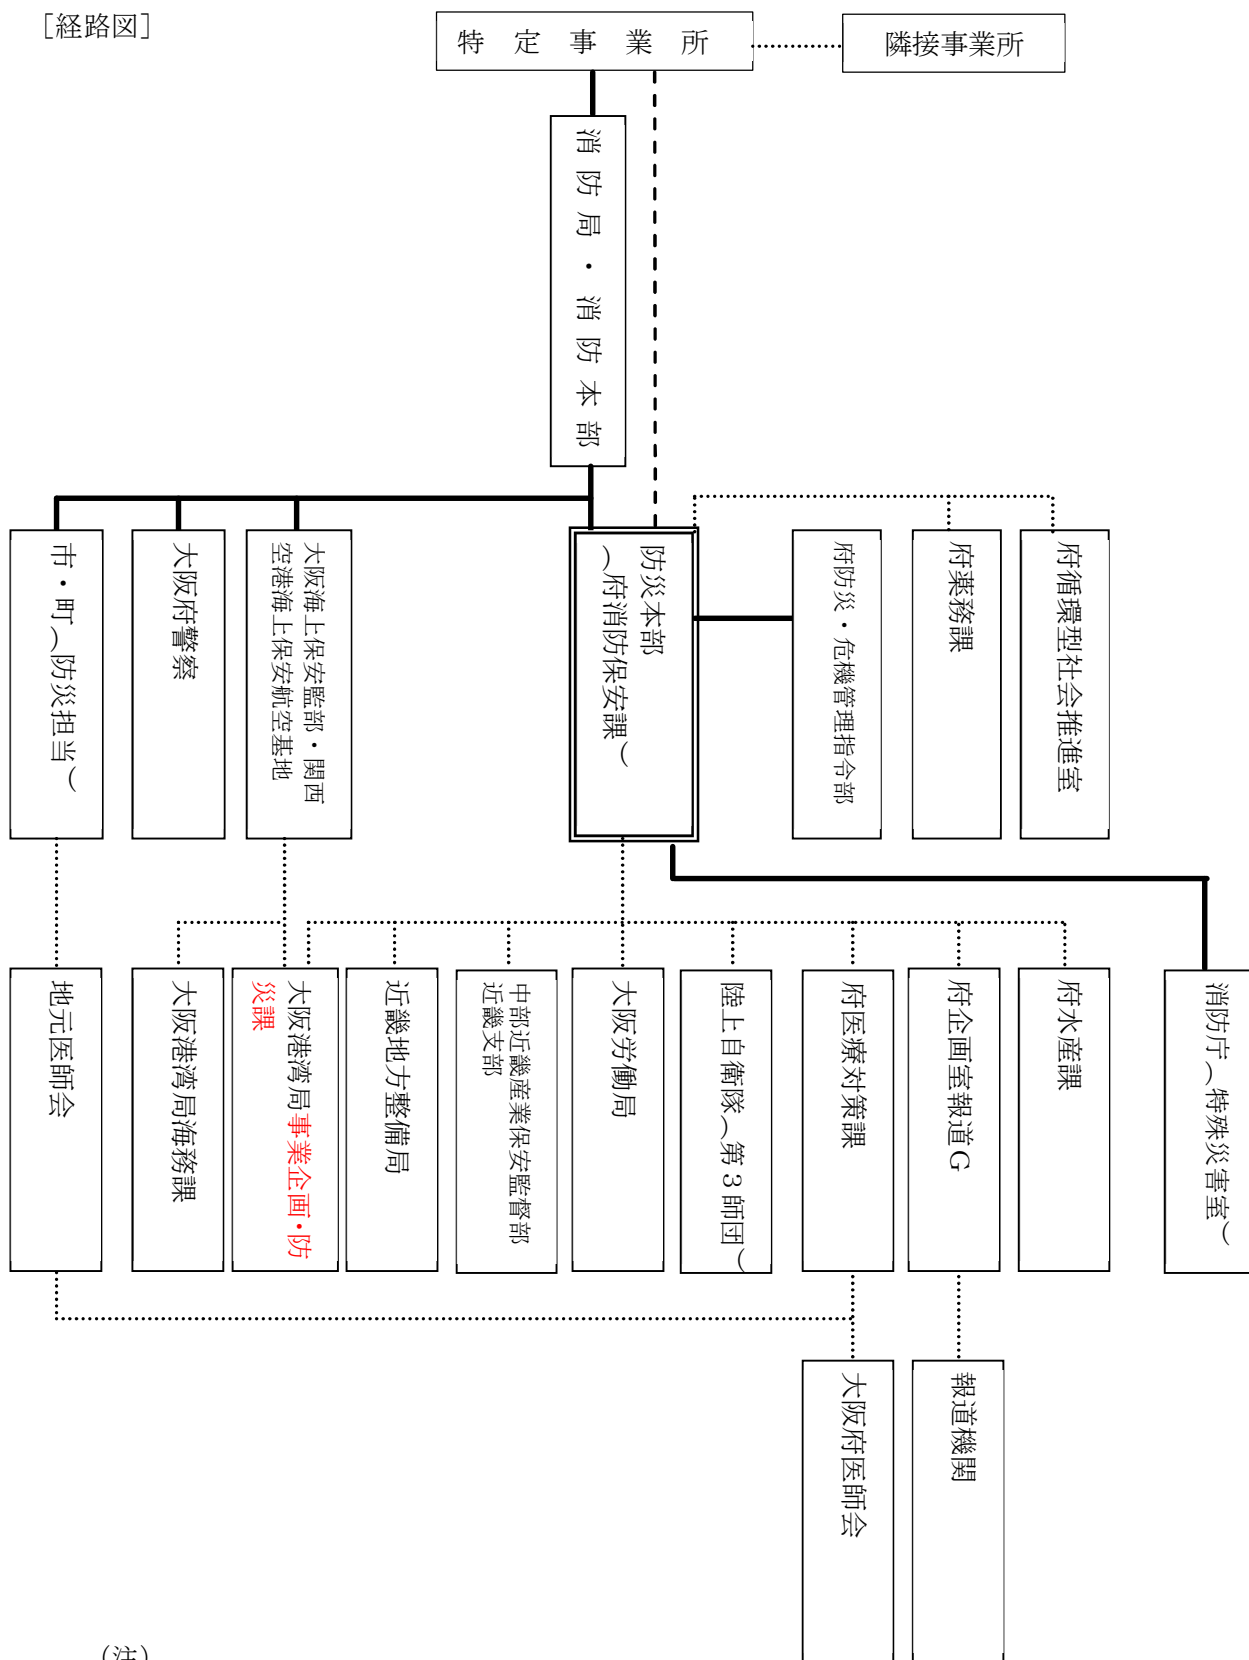 ［経路図］
特定事業所
隣接事業所
消防局・消防本部
市・町（防災担当）
大阪府警察
大阪海上保安監部・関西
空港海上保安航空基地
防災本部
（府消防保安課）
府防災・危機管理指令部
府薬務課
府循環型社会推進室
地元医師会
大阪港湾局海務課
大阪港湾局事業企画・防
災課
近畿地方整備局
中部近畿産業保安監督部
近畿支部
大阪労働局
陸上自衛隊（第３師団）
府医療対策課
府企画室報道G
府水産課
消防庁（特殊災害室）
大阪府医師会
報道機関
（注）